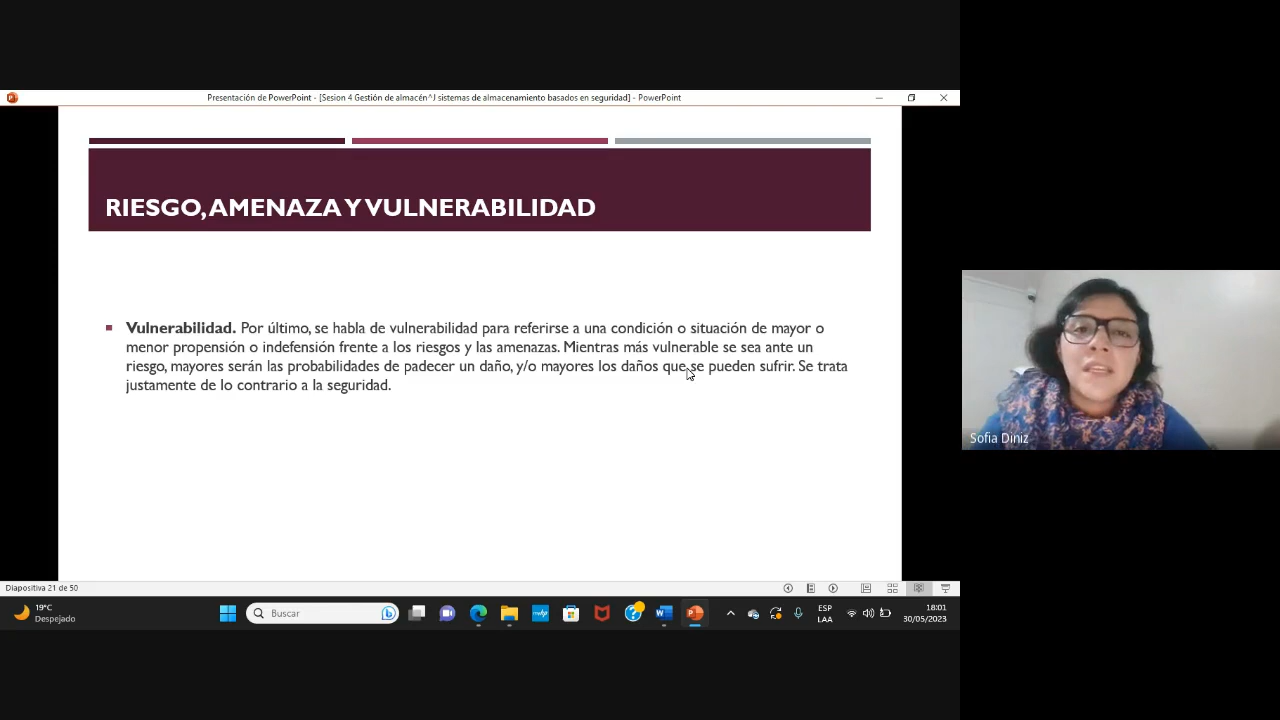 Presentación de PowerPoint - [Sesion 4 Gestión de almacén^J sistemas de almacenamiento basados en seguridad] - PowerPoint
RIESGO, AMENAZA Y VULNERABILIDAD
Vulnerabilidad. Por último, se habla de vulnerabilidad para referirse a una condición o situación de mayor o
menor propensión o indefensión frente a los riesgos y las amenazas. Mientras más vulnerable se sea ante un
riesgo, mayores serán las probabilidades de padecer un daño, y/o mayores los daños que se pueden sufrir. Se trata
justamente de lo contrario a la seguridad.
Sofia Diniz
Diapositiva 21 de 50
19°C
Despejado
Buscar
ESP
LAA
18:01
30/05/2023